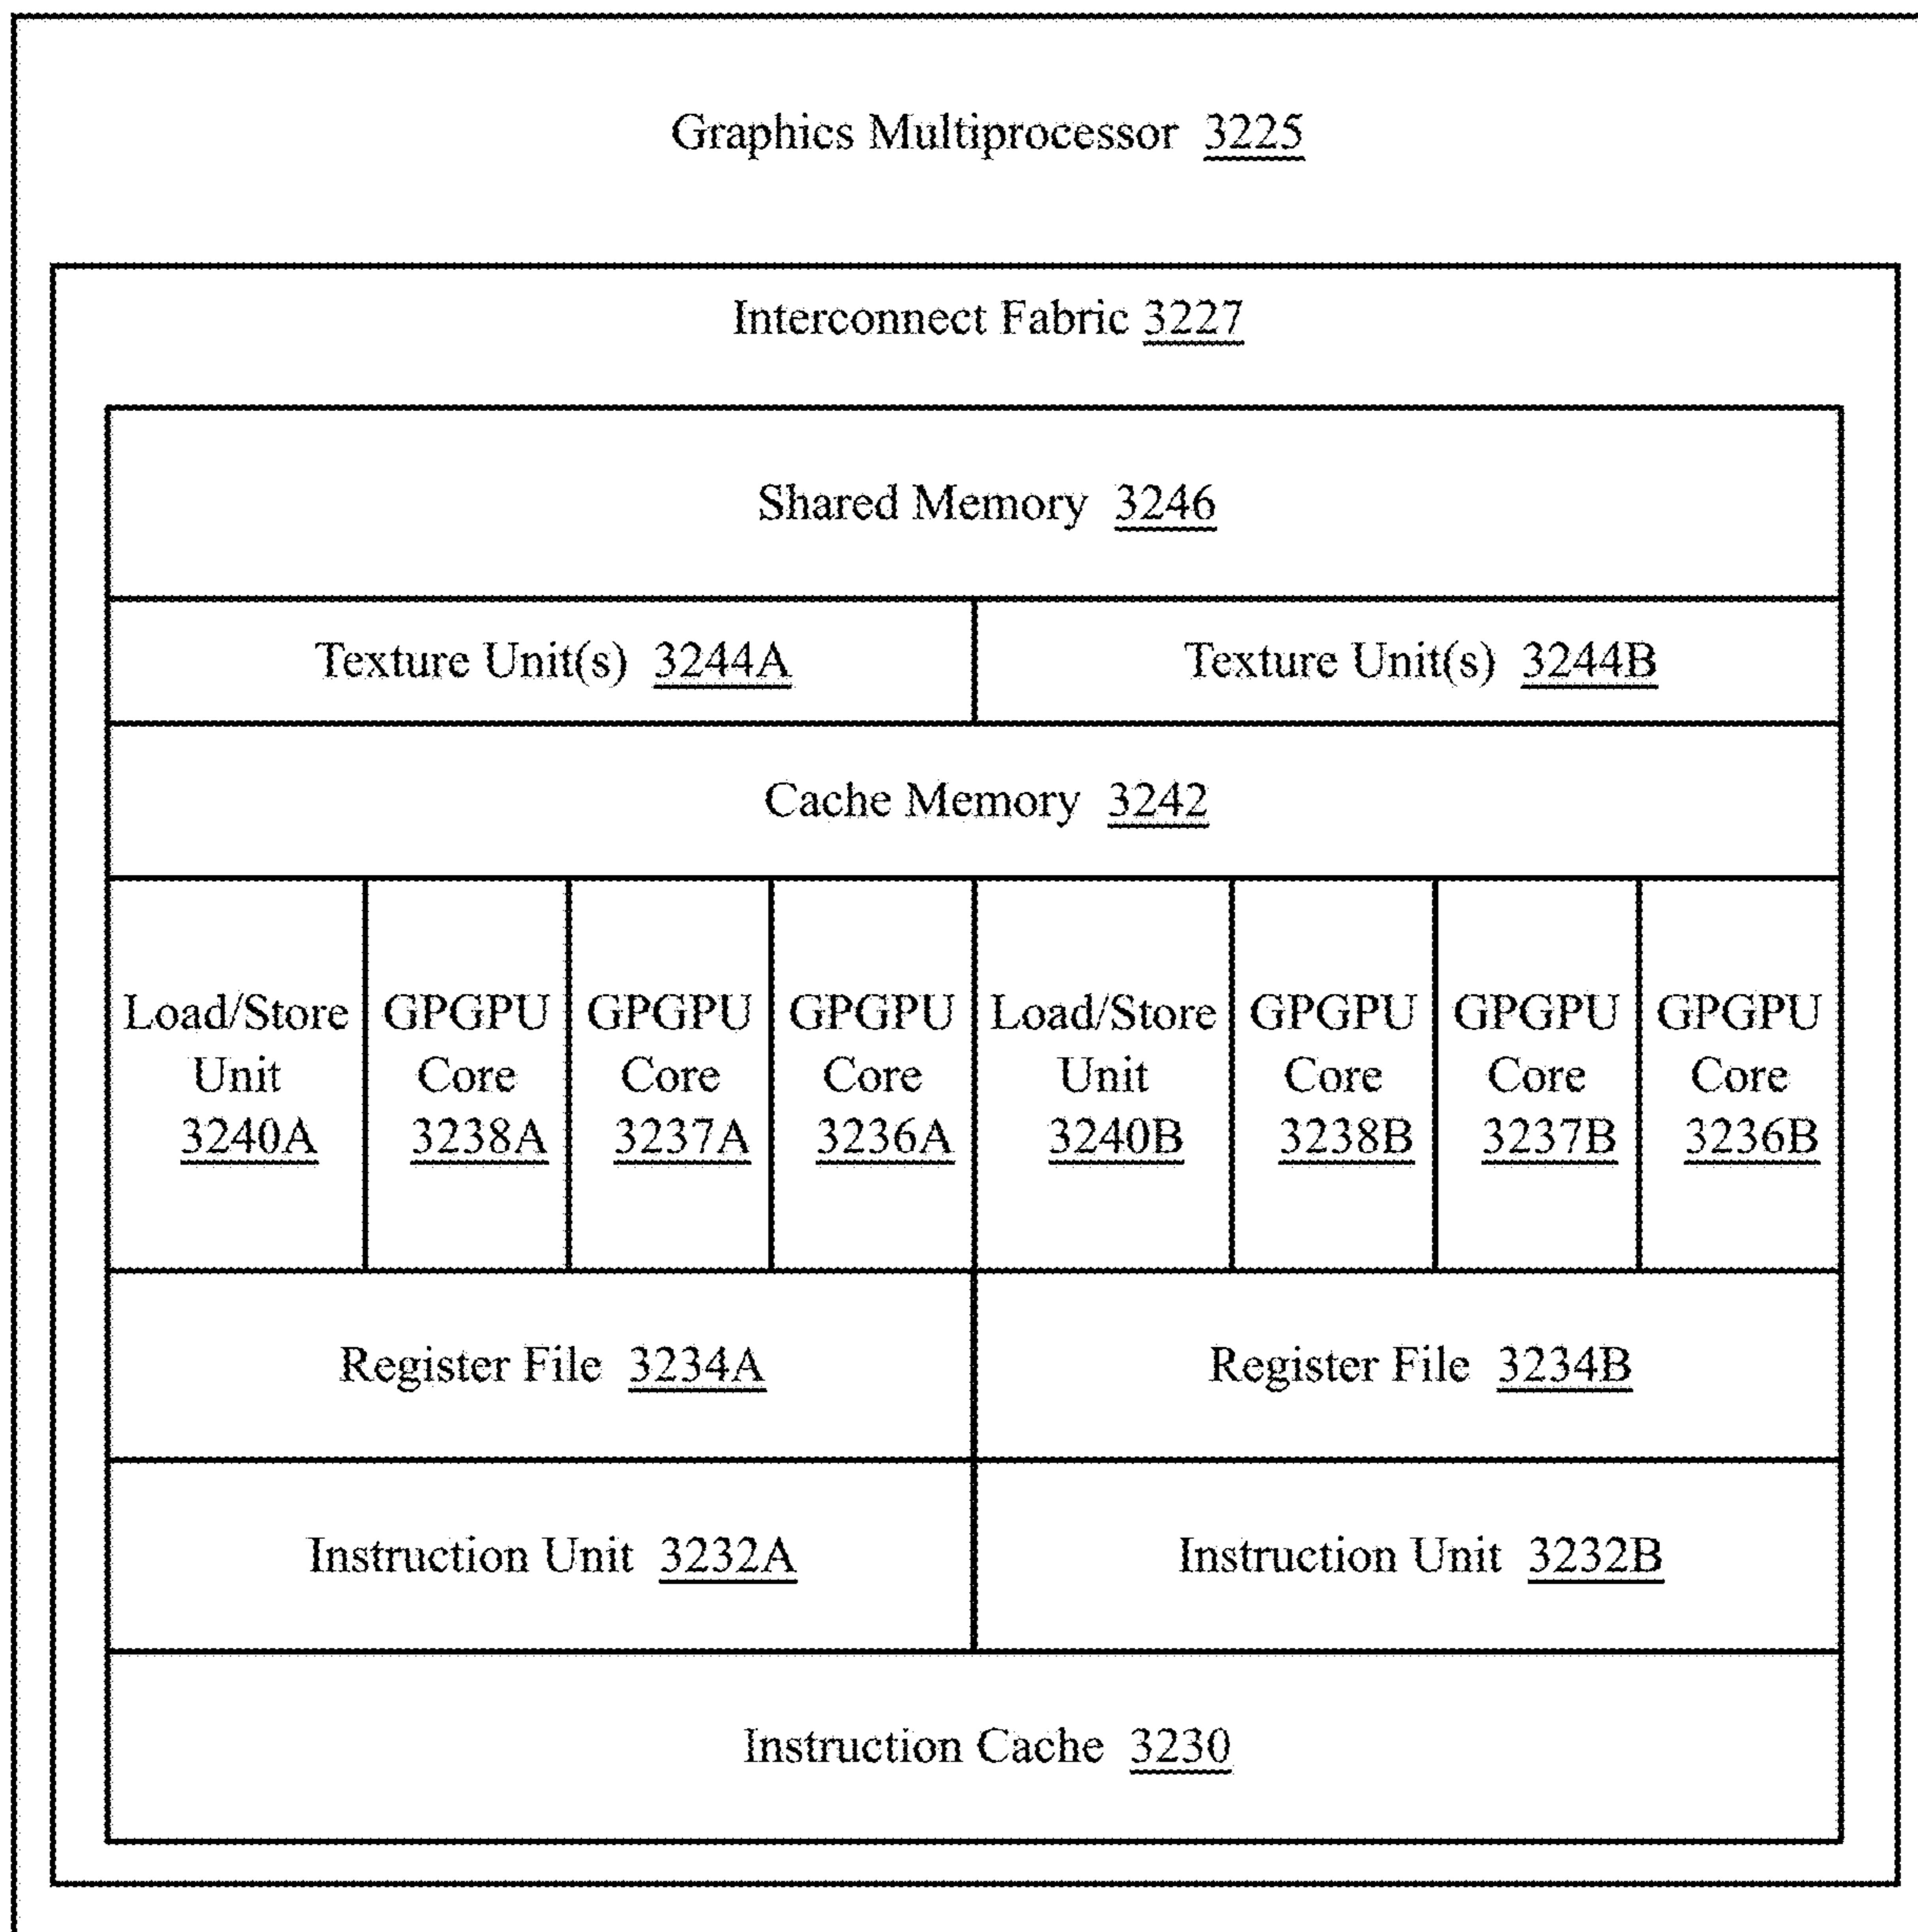 Graphics Multiprocessor 3225
Interconnect Fabric 3227
Shared Memory 3246
Texture Unit(s) 3244A
Texture Unit(s) 3244B
Cache Memory 3242
Load/Store
Unit
3240A
GPGPU
Core
3238A
GPGPU
Core
3237A
GPGPU
Core
3236A
Load/Store
Unit
3240B
GPGPU
Core
3238B
GPGPU
Core
3237B
GPGPU
Core
3236B
Register File 3234A
Register File 3234B
Instruction Unit 3232A
Instruction Unit 3232B
Instruction Cache 3230